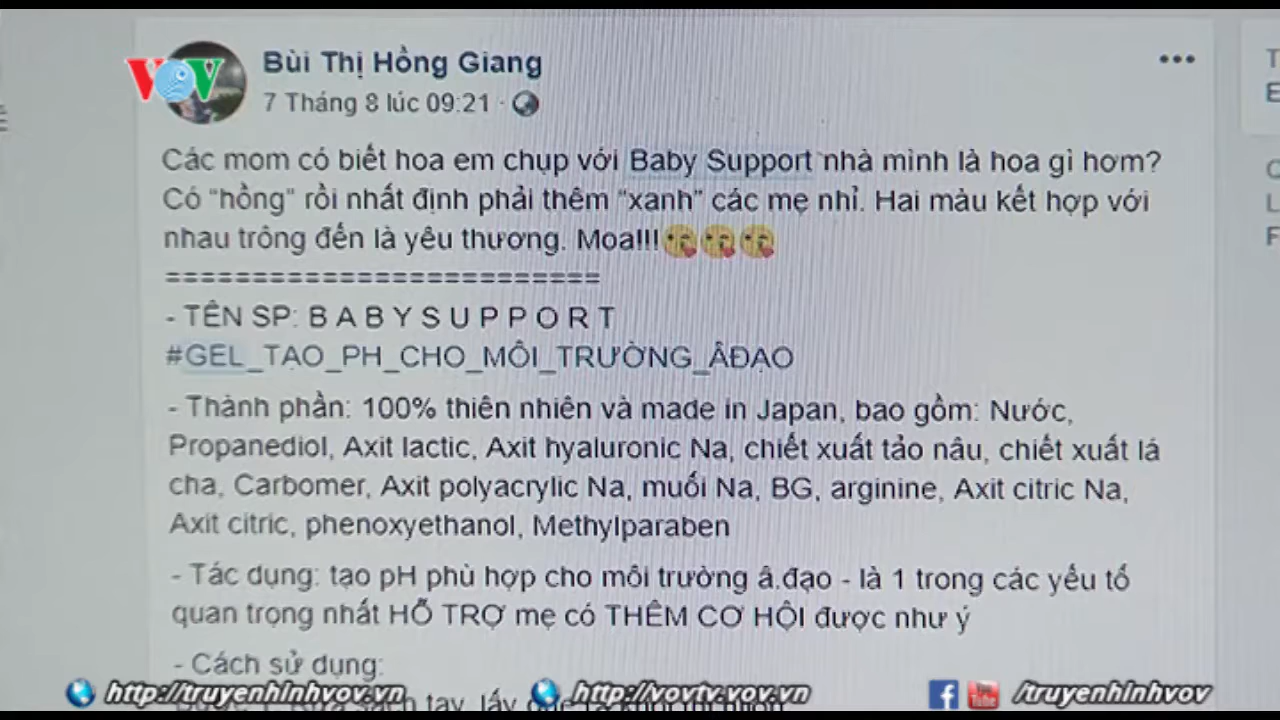 VOV
Bùi Thị Hồng Giang
7 Tháng 8 lúc 09:21
Các mom có biết hoa em chụp với Baby Support nhà mình là hoa gì hơm?
Có "hồng" rồi nhất định phải thêm "xanh" các mẹ nhỉ. Hai màu kết hợp với
nhau trông đến là yêu thương. Moa!!!😘😘😘
=========================
- TÊN SP: B A B Y S U P P O R T
#GEL_TẠO_PH_CHO_MÔI_TRƯỜNG_ÂĐẠO
- Thành phần: 100% thiên nhiên và made in Japan, bao gồm: Nước,
Propanediol, Axit lactic, Axit hyaluronic Na, chiết xuất tảo nâu, chiết xuất lá
cha, Carbomer, Axit polyacrylic Na, muối Na, BG, arginine, Axit citric Na,
Axit citric, phenoxyethanol, Methylparaben
- Tác dụng: tạo pH phù hợp cho môi trường â.đạo - là 1 trong các yếu tố
quan trọng nhất HỖ TRỢ mẹ có THÊM CƠ HỘI được như ý
- Cách sử dụng:
tay, lấy
http://truyenhinhvov.vn http://vovtv.vov.vn /truyenhinhvov